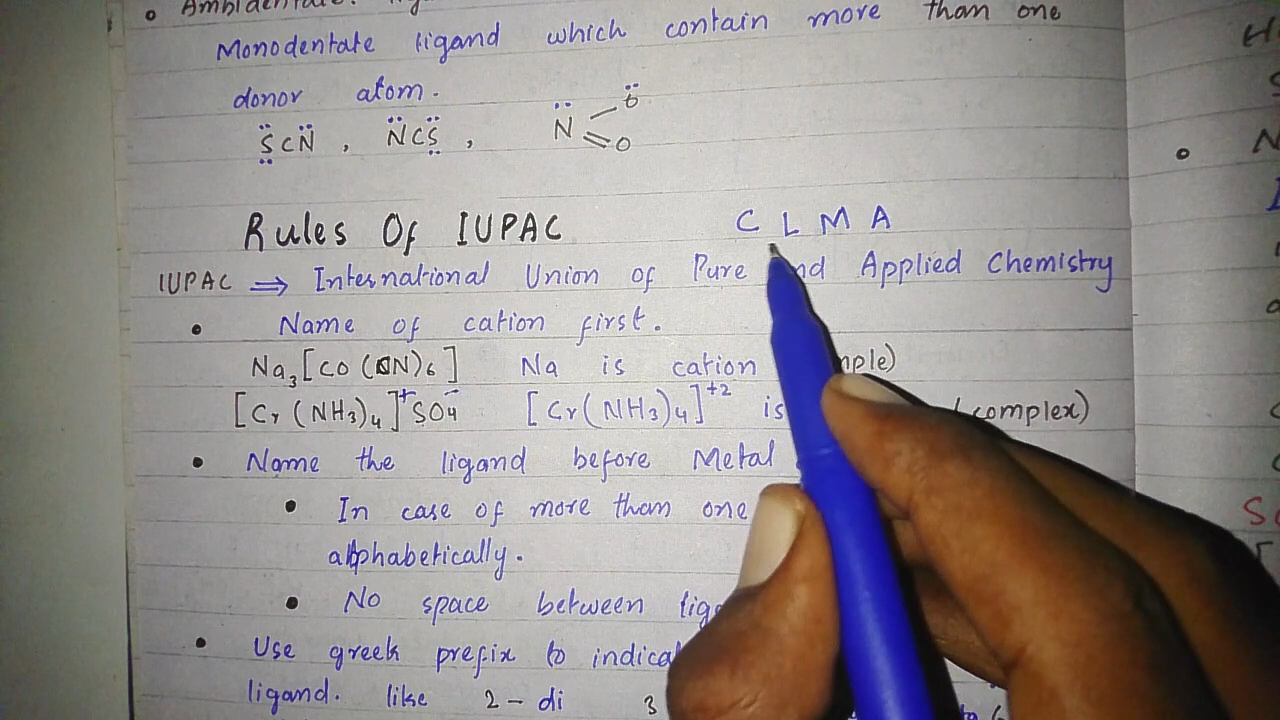 Ambidentate:
Monodentate ligand which contain more than one
donor atom.
SCN , NCS , N O O
Rules Of IUPAC C L M A
IUPAC ⇒ International Union of Pure and Applied Chemistry
• Name of cation first.
Na3[Co(CN)6] Na is cation
[Cr(NH3)4]+SO4- [Cr(NH3)4]+2 is complex)
• Name the ligand before Metal
• In case of more than one
alphabetically.
• No space between
• Use greek prefix to
ligand. like 2 - di 3